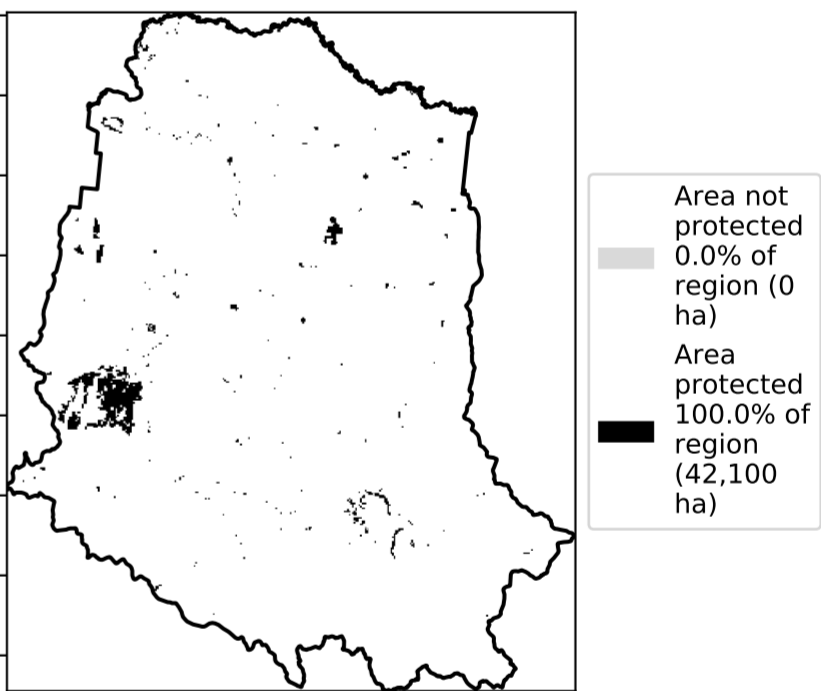 Area not
protected
0.0% of
region (0
ha)
Area
protected
100.0% of
region
(42,100
ha)